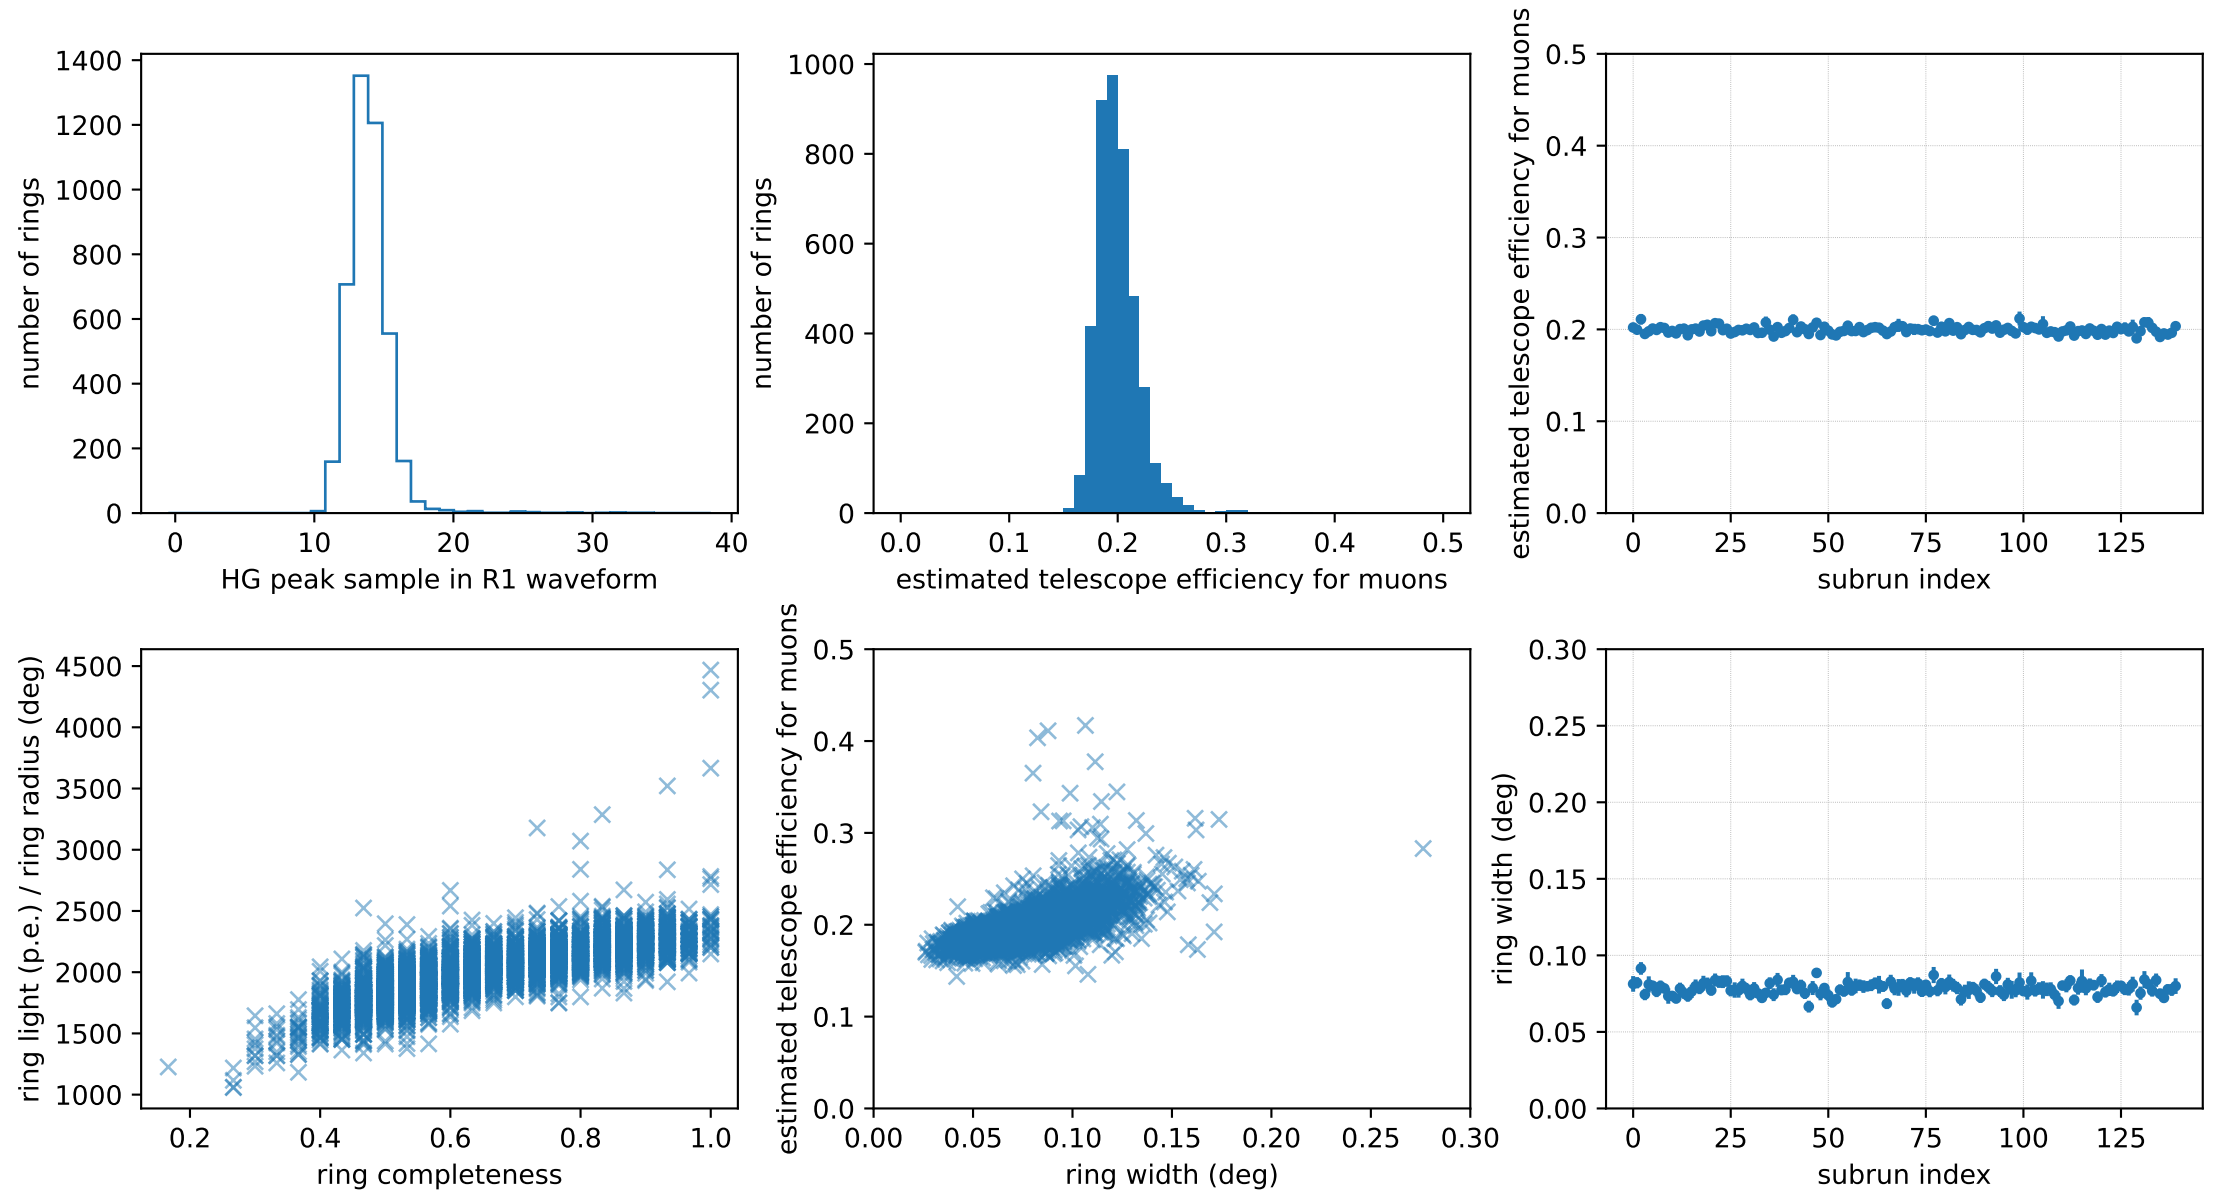 number of rings
1400
1200
1000
800
600
400
200
0
0 10 20 30 40
HG peak sample in R1 waveform
number of rings
1000
800
600
400
200
0
0.0 0.1 0.2 0.3 0.4 0.5
estimated telescope efficiency for muons
estimated telescope efficiency for muons
0.5
0.4
0.3
0.2
0.1
0.0
0 25 50 75 100 125
subrun index
ring light (p.e.) / ring radius (deg)
4500
4000
3500
3000
2500
2000
1500
1000
0.2 0.4 0.6 0.8 1.0
ring completeness
estimated telescope efficiency for muons
0.5
0.4
0.3
0.2
0.1
0.0
0.00 0.05 0.10 0.15 0.20 0.25 0.30
ring width (deg)
ring width (deg)
0.30
0.25
0.20
0.15
0.10
0.05
0.00
0 25 50 75 100 125
subrun index